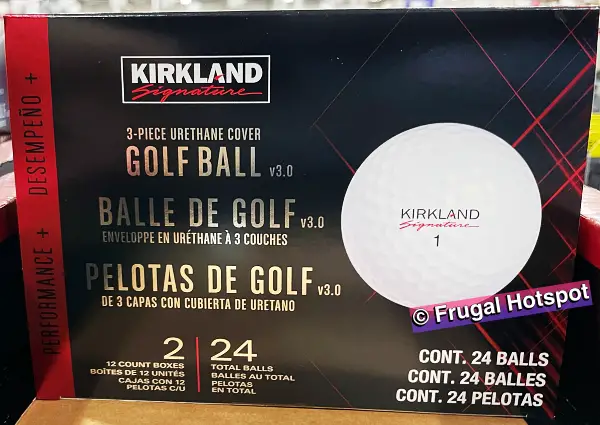 PERFORMANCE + DESEMPEÑO +
KIRKLAND
Signature
3-PIECE URETHANE COVER
GOLF BALL v3.0
BALLE DE GOLF v3.0
ENVELOPPE EN URÉTHANE À 3 COUCHES
PELOTAS DE GOLF v3.0
DE 3 CAPAS CON CUBIERTA DE URETANO
2
12 COUNT BOXES
BOÎTES DE 12 UNITÉS
CAJAS CON 12
PELOTAS C/U
24
TOTAL BALLS
BALLES AU TOTAL
PELOTAS
EN TOTAL
KIRKLAND
Signature
1
© Frugal Hotspot
CONT. 24 BALLS
CONT. 24 BALLES
CONT. 24 PELOTAS